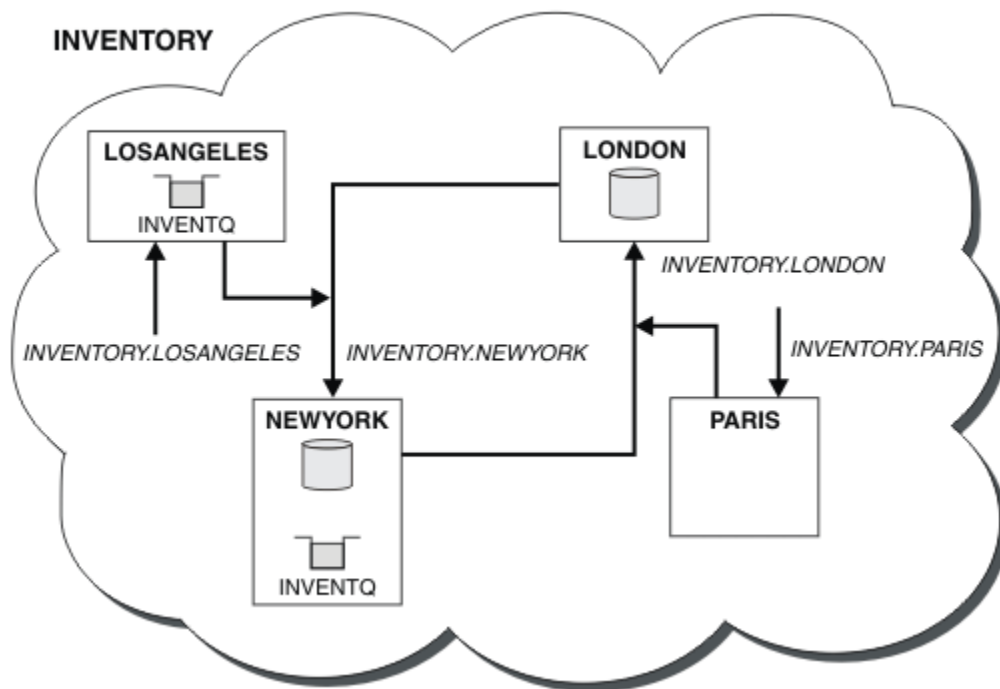 INVENTORY
LOSANGELES
INVENTQ
LONDON
INVENTORY.LONDON
INVENTORY.LOSANGELES
INVENTORY.NEWYORK
INVENTORY.PARIS
NEWYORK
INVENTQ
PARIS